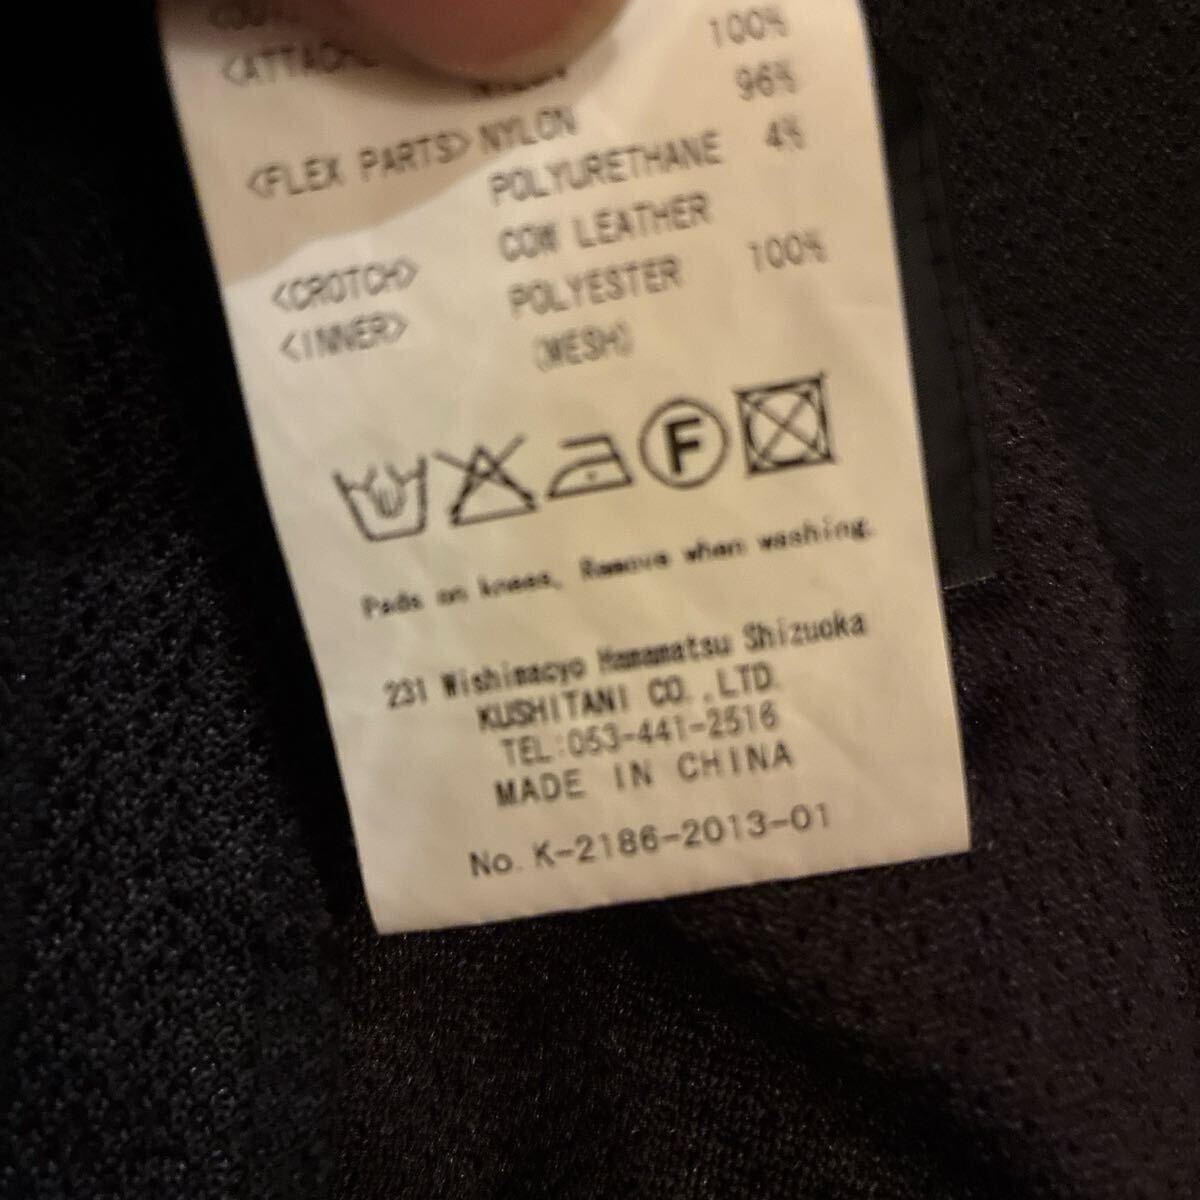 100%
NYLON 96%
<FLEX PARTS> NYLON
POLYURETHANE 4%
COW LEATHER
<CROTCH> POLYESTER 100%
<INNER> (MESH)
F
Pads on knees, Remove when washing.
231 Nishimacyo Hamamatsu Shizuoka
KUSHITANI CO.,LTD.
TEL:053-441-2516
MADE IN CHINA
No. K-2186-2013-01